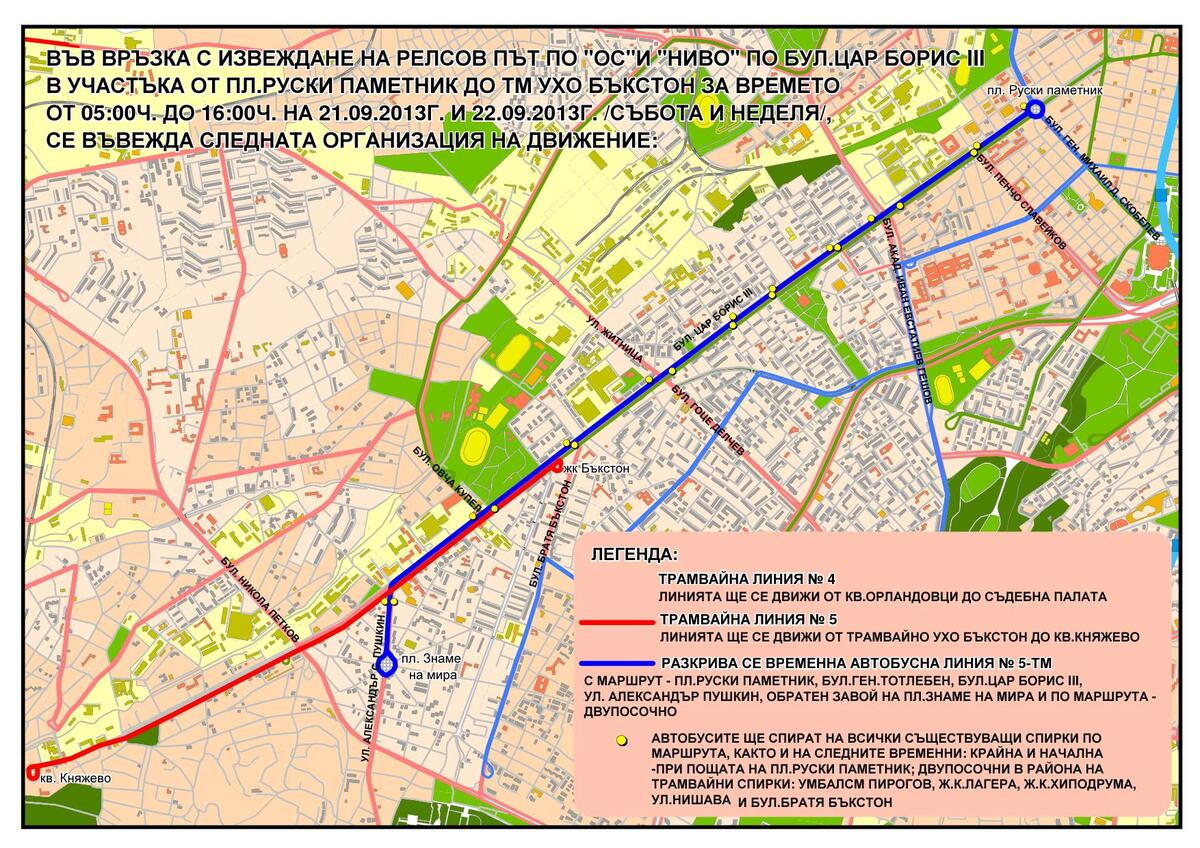 ВЪВ ВРЪЗКА С ИЗВЕЖДАНЕ НА РЕЛСОВ ПЪТ ПО "ОС"И "НИВО" ПО БУЛ.ЦАР БОРИС III
В УЧАСТЪКА ОТ ПЛ.РУСКИ ПАМЕТНИК ДО ТМ УХО БЪКСТОН ЗА ВРЕМЕТО
ОТ 05:00Ч. ДО 16:00Ч. НА 21.09.2013Г. И 22.09.2013Г. /СЪБОТА И НЕДЕЛЯ/,
СЕ ВЪВЕЖДА СЛЕДНАТА ОРГАНИЗАЦИЯ НА ДВИЖЕНИЕ:
пл. Руски паметник
БУЛ. ГЕН. МИХАИЛ Д. СКОБЕЛЕВ
БУЛ. ПЕНЧО СЛАВЕЙКОВ
БУЛ. АКАД. ИВАН ЕВСТАТИЕВ ГЕШОВ
БУЛ. ЦАР БОРИС III
УЛ. ЖИТНИЦА
БУЛ. ГОЦЕ ДЕЛЧЕВ
жк Бъкстон
БУЛ. ОВЧА КУПЕЛ
БУЛ. БРАТЯ БЪКСТОН
БУЛ. НИКОЛА ПЕТКОВ
УЛ. АЛЕКСАНДЪР С. ПУШКИН
пл. Знаме
на мира
кв. Княжево
ЛЕГЕНДА:
ТРАМВАЙНА ЛИНИЯ № 4
ЛИНИЯТА ЩЕ СЕ ДВИЖИ ОТ КВ.ОРЛАНДОВЦИ ДО СЪДЕБНА ПАЛАТА
ТРАМВАЙНА ЛИНИЯ № 5
ЛИНИЯТА ЩЕ СЕ ДВИЖИ ОТ ТРАМВАЙНО УХО БЪКСТОН ДО КВ.КНЯЖЕВО
РАЗКРИВА СЕ ВРЕМЕННА АВТОБУСНА ЛИНИЯ № 5-ТМ
С МАРШРУТ - ПЛ.РУСКИ ПАМЕТНИК, БУЛ.ГЕН.ТОТЛЕБЕН, БУЛ.ЦАР БОРИС III,
УЛ. АЛЕКСАНДЪР ПУШКИН, ОБРАТЕН ЗАВОЙ НА ПЛ.ЗНАМЕ НА МИРА И ПО МАРШРУТА -
ДВУПОСОЧНО
АВТОБУСИТЕ ЩЕ СПИРАТ НА ВСИЧКИ СЪЩЕСТВУВАЩИ СПИРКИ ПО
МАРШРУТА, КАКТО И НА СЛЕДНИТЕ ВРЕМЕННИ: КРАЙНА И НАЧАЛНА
-ПРИ ПОЩАТА НА ПЛ.РУСКИ ПАМЕТНИК; ДВУПОСОЧНИ В РАЙОНА НА
ТРАМВАЙНИ СПИРКИ: УМБАЛСМ ПИРОГОВ, Ж.К.ЛАГЕРА, Ж.К.ХИПОДРУМА,
УЛ.НИШАВА И БУЛ.БРАТЯ БЪКСТОН